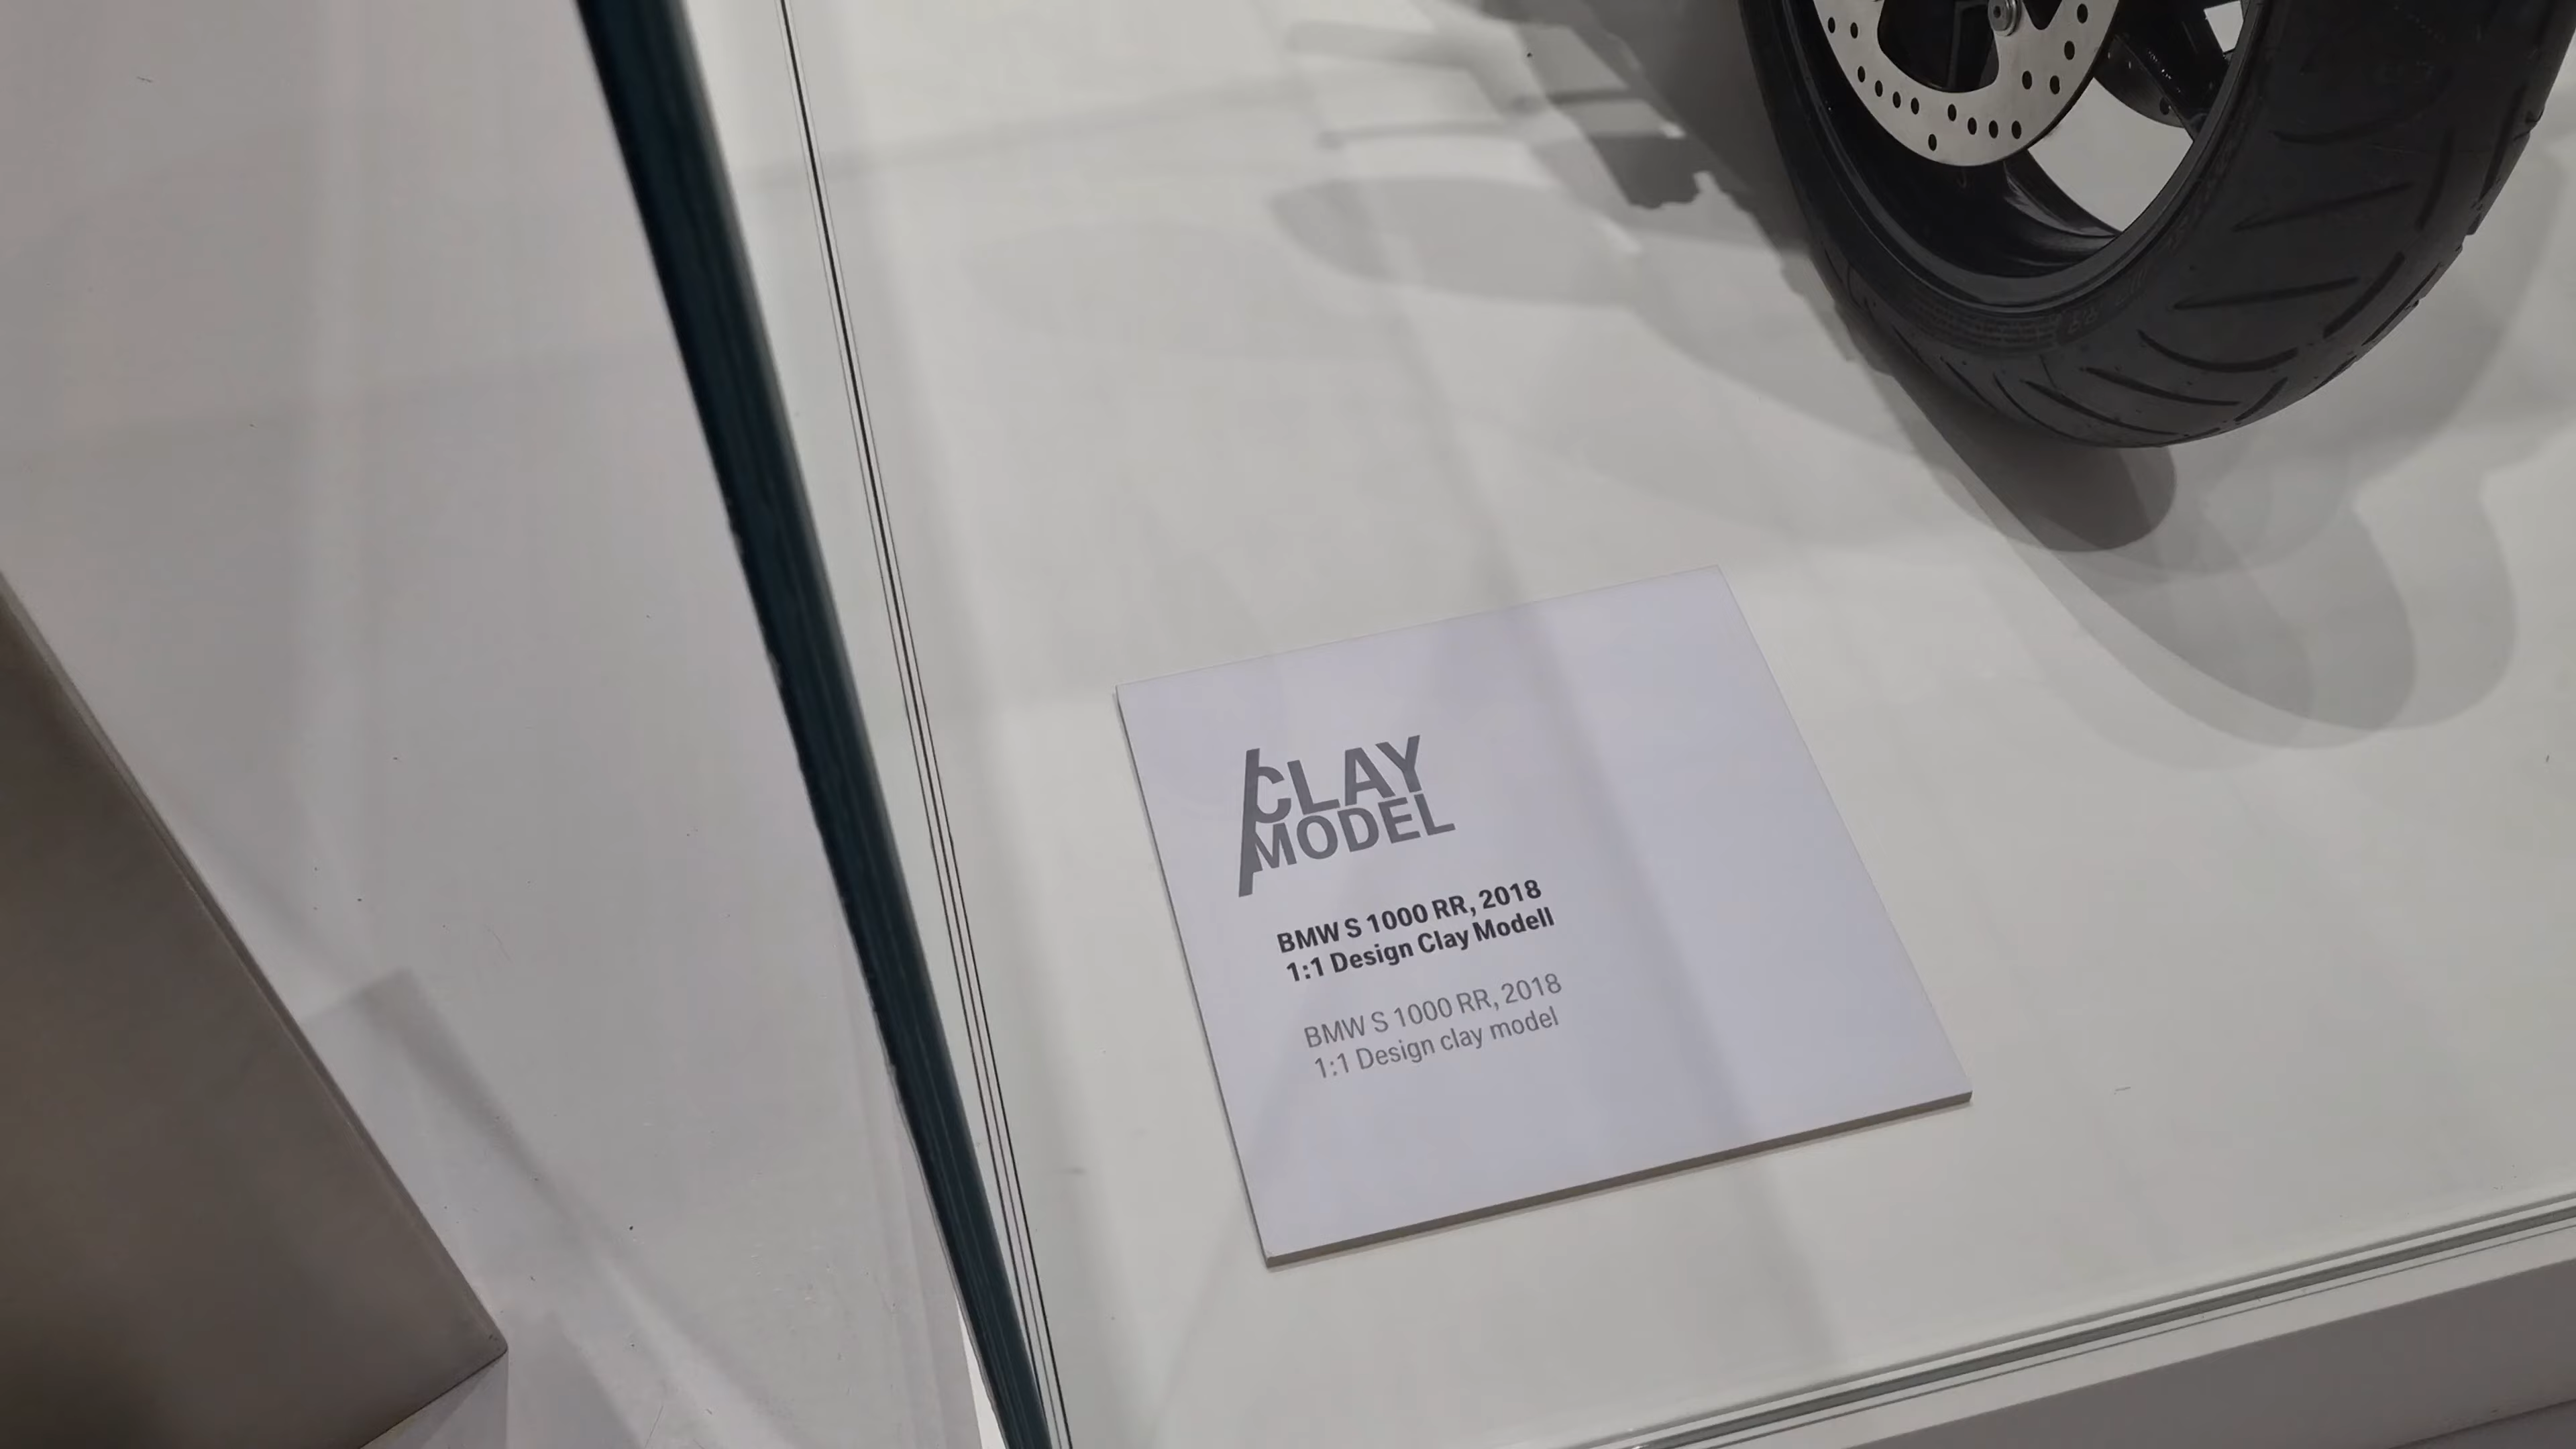 CLAY
MODEL
BMW S 1000 RR, 2018
1:1 Design Clay Modell
BMW S 1000 RR, 2018
1:1 Design clay model